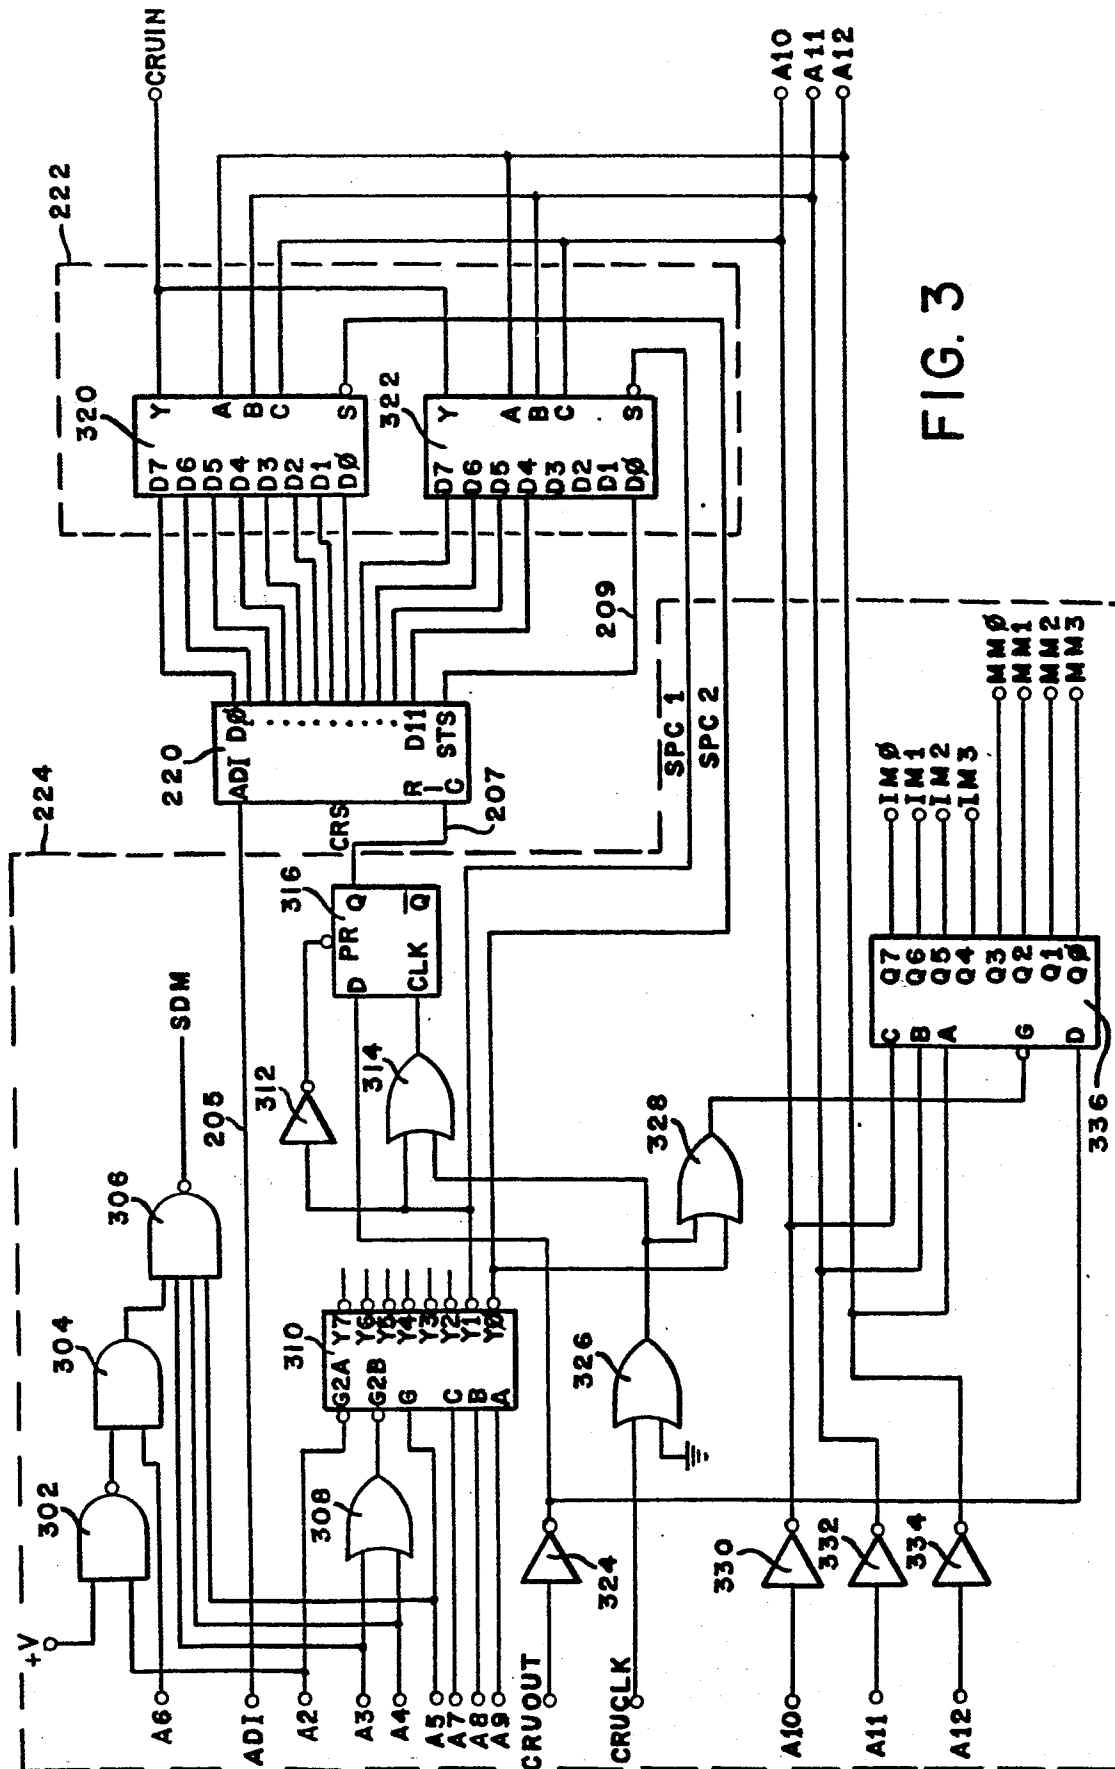 224
+V
302
304
306
SDM
A6
ADI
205
A2
A3
A4
A5
A7
A8
A9
308
310
G2A
G2B
G
C
B
A
Y7
Y6
Y5
Y4
Y3
Y2
Y1
YØ
312
314
316
PR
D
CLK
Q
Q
CRS
207
220
ADI
R
C
DØ
D11
STS
209
222
320
D7
D6
D5
D4
D3
D2
D1
DØ
Y
A
B
C
S
CRUIN
322
D7
D6
D5
D4
D3
D2
D1
DØ
Y
A
B
C
S
SPC 1
SPC 2
CRUOUT
324
CRUCLK
326
328
A10
330
A11
332
A12
334
336
C
B
A
G
D
Q7
Q6
Q5
Q4
Q3
Q2
Q1
QØ
IMØ
IM1
IM2
IM3
MMØ
MM1
MM2
MM3
A10
A11
A12
FIG. 3